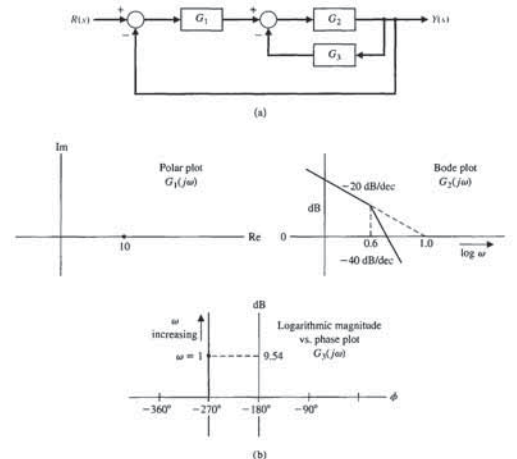 R(s) + − G₁ + − G₂ Y(s)
G₃
(a)
Im
Polar plot
G₁(jω)
10
Re
Bode plot
G₂(jω)
−20 dB/dec
dB
0
0.6
1.0
log ω
−40 dB/dec
dB
ω
increasing
Logarithmic magnitude
vs. phase plot
G₃(jω)
ω = 1
9.54
−360°
−270°
−180°
−90°
ϕ
(b)